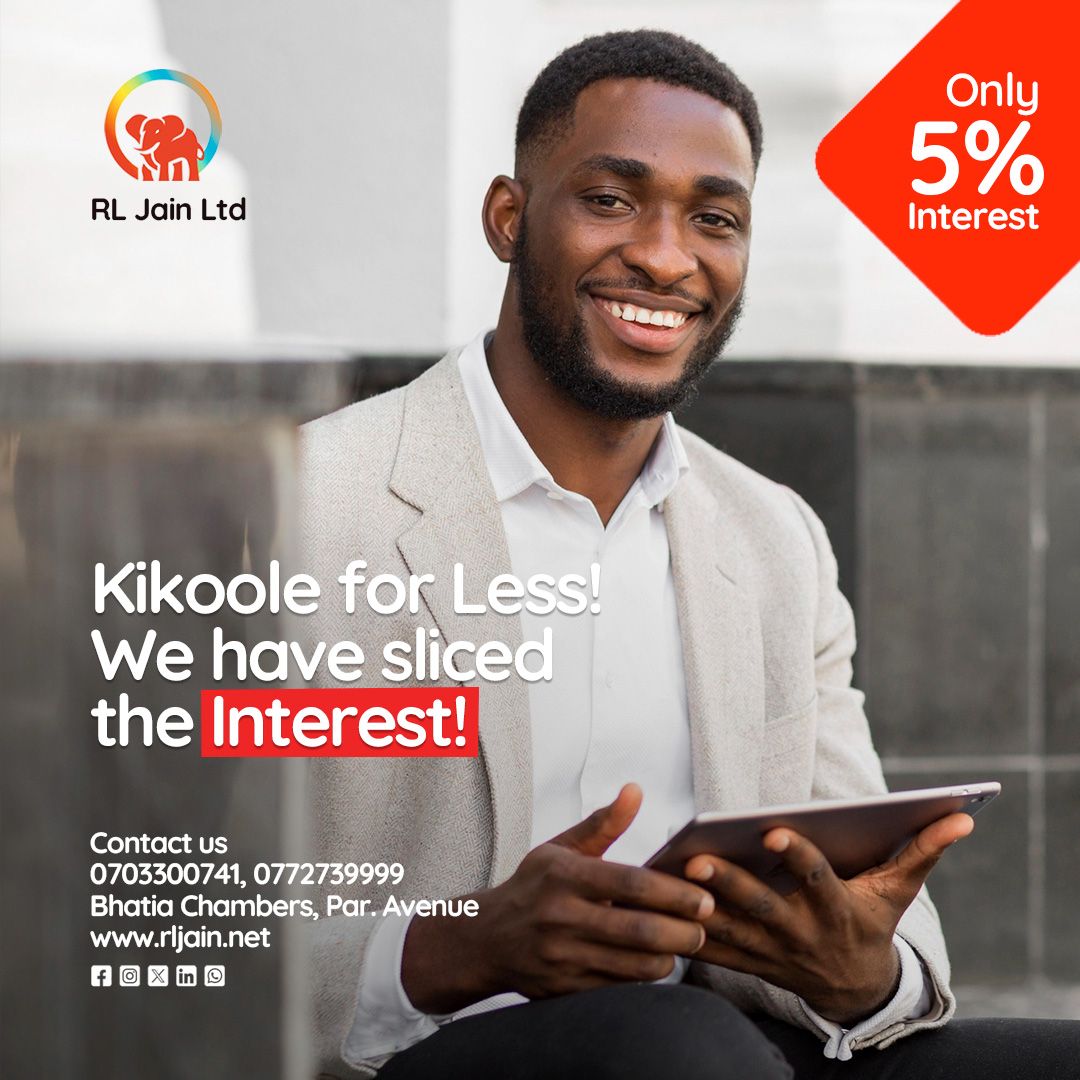 RL Jain Ltd
Only
5%
Interest
Kikoole for Less!
We have sliced
the Interest!
Contact us
0703300741, 0772739999
Bhatia Chambers, Par. Avenue
www.rljain.net